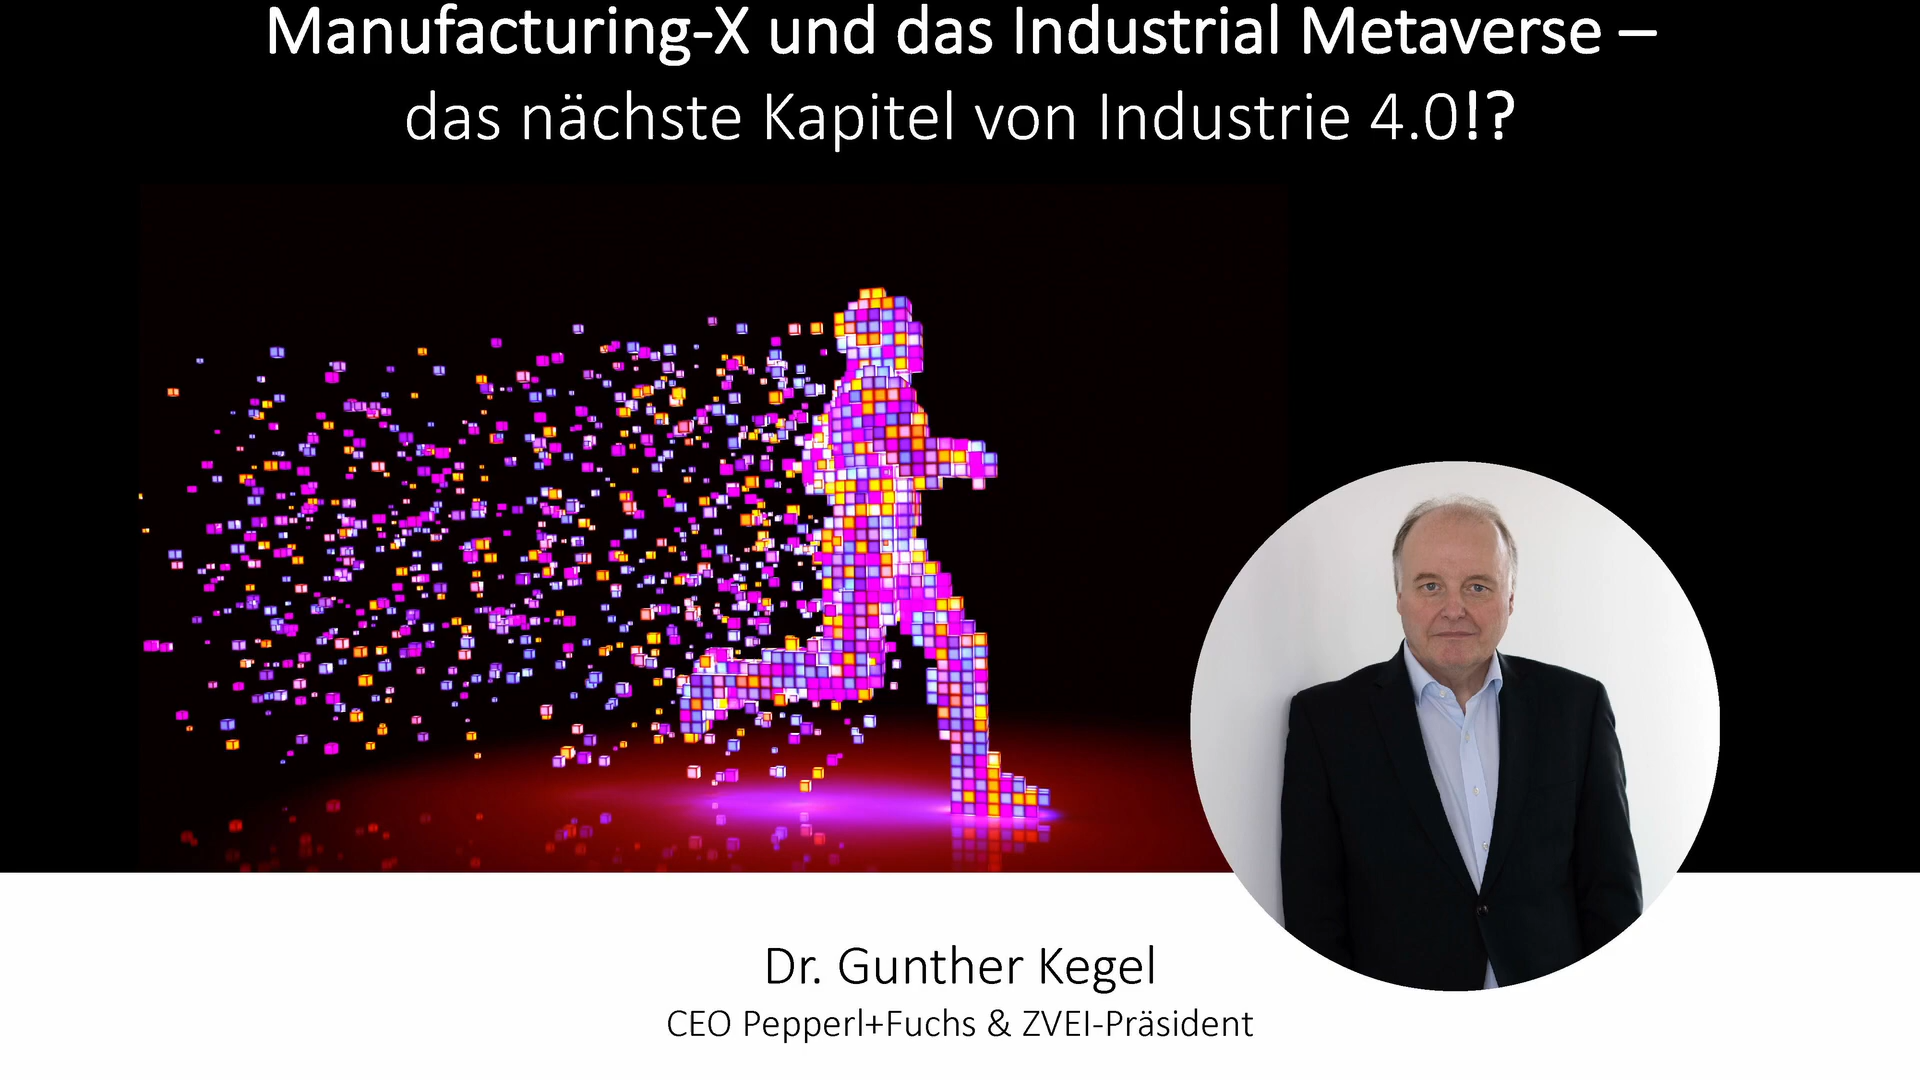 Manufacturing-X und das Industrial Metaverse –
das nächste Kapitel von Industrie 4.0!?
Dr. Gunther Kegel
CEO Pepperl+Fuchs & ZVEI-Präsident